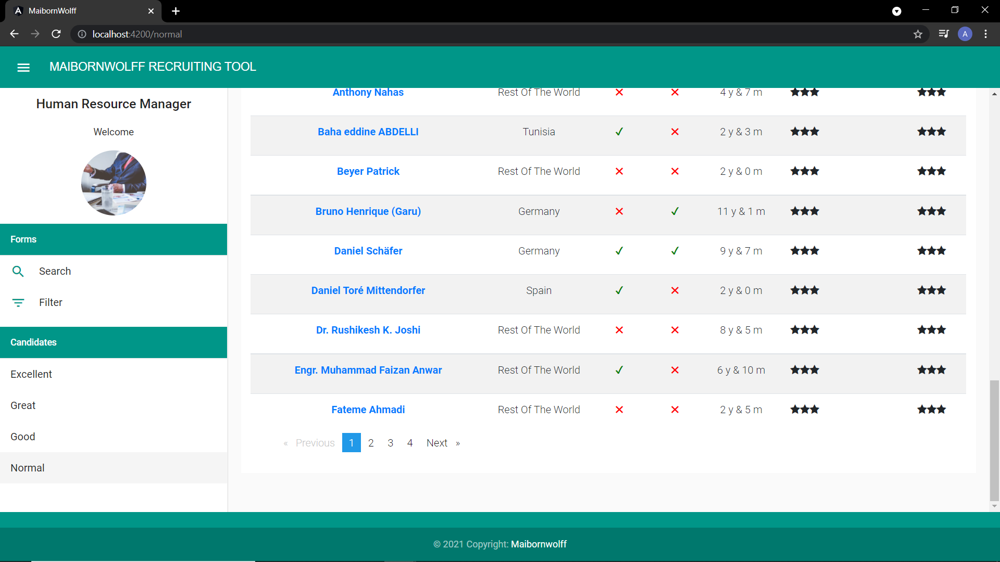 MaibornWolff
localhost:4200/normal
A
MAIBORNWOLFF RECRUITING TOOL
Human Resource Manager
Welcome
Forms
Search
Filter
Candidates
Excellent
Great
Good
Normal
Anthony Nahas Rest Of The World ✕ ✕ 4 y & 7 m ★★★ ★★★
Baha eddine ABDELLI Tunisia ✓ ✕ 2 y & 3 m ★★★ ★★★
Beyer Patrick Rest Of The World ✕ ✕ 2 y & 0 m ★★★ ★★★
Bruno Henrique (Garu) Germany ✕ ✓ 11 y & 1 m ★★★ ★★★
Daniel Schäfer Germany ✓ ✓ 9 y & 7 m ★★★ ★★★
Daniel Toré Mittendorfer Spain ✓ ✕ 2 y & 0 m ★★★ ★★★
Dr. Rushikesh K. Joshi Rest Of The World ✕ ✕ 8 y & 5 m ★★★ ★★★
Engr. Muhammad Faizan Anwar Rest Of The World ✓ ✕ 6 y & 10 m ★★★ ★★★
Fateme Ahmadi Rest Of The World ✕ ✕ 2 y & 5 m ★★★ ★★★
« Previous 1 2 3 4 Next »
© 2021 Copyright: Maibornwolff